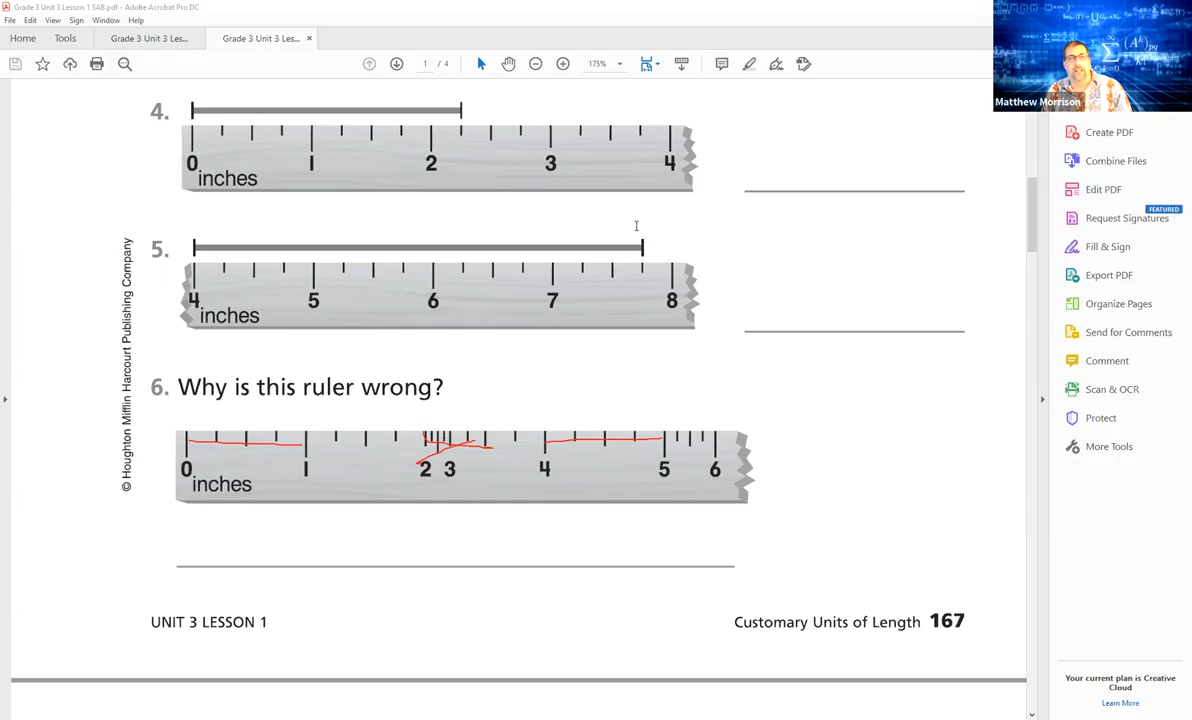 Grade 3 Unit 3 Lesson 1 SAB.pdf - Adobe Acrobat Pro DC
File Edit View Sign Window Help
Home Tools Grade 3 Unit 3 Les... Grade 3 Unit 3 Les... ×
1 / 4 175%
Matthew Morrison
4.
0 1 2 3 4
inches
5.
4 5 6 7 8
inches
6. Why is this ruler wrong?
0 1 2 3 4 5 6
inches
© Houghton Mifflin Harcourt Publishing Company
UNIT 3 LESSON 1
Customary Units of Length 167
Create PDF
Combine Files
Edit PDF
FEATURED
Request Signatures
Fill & Sign
Export PDF
Organize Pages
Send for Comments
Comment
Scan & OCR
Protect
More Tools
Your current plan is Creative
Cloud
Learn More